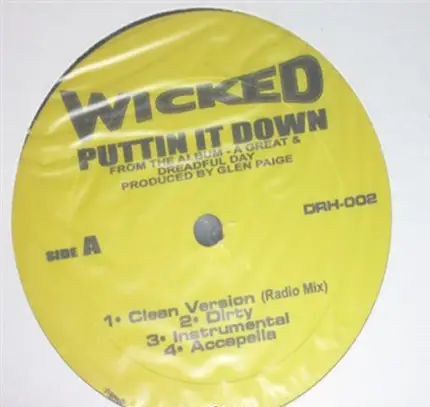 WICKED
PUTTIN IT DOWN
FROM THE ALBUM - A GREAT &
DREADFUL DAY
PRODUCED BY GLEN PAIGE
DRH-002
SIDE A
1• Clean Version (Radio Mix)
2• Dirty
3• Instrumental
4• Accapella